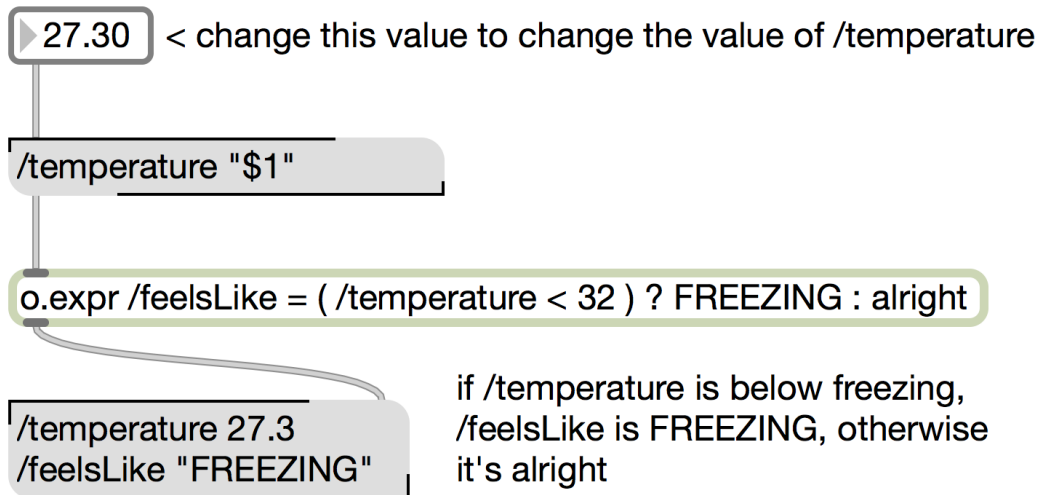 27.30 < change this value to change the value of /temperature
/temperature "$1"
o.expr /feelsLike = ( /temperature < 32 ) ? FREEZING : alright
/temperature 27.3
/feelsLike "FREEZING"
if /temperature is below freezing,
/feelsLike is FREEZING, otherwise
it's alright